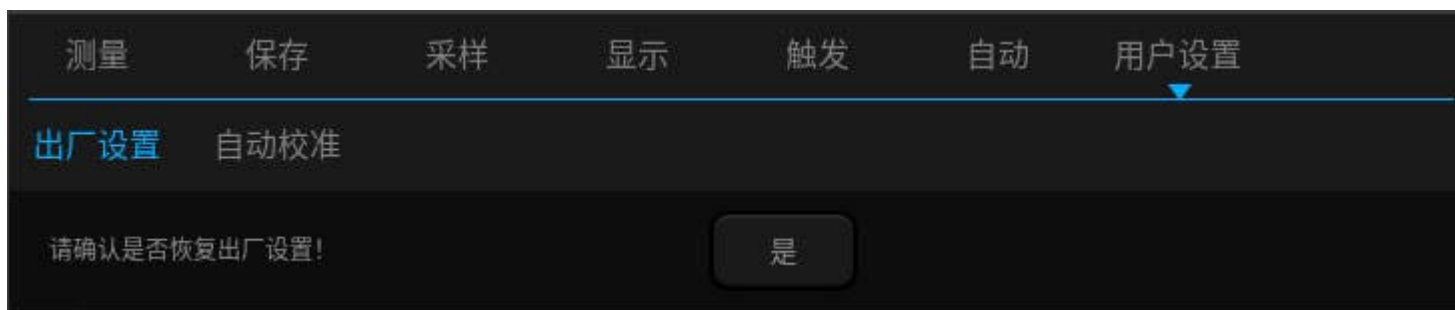 测量 保存 采样 显示 触发 自动 用户设置
出厂设置 自动校准
请确认是否恢复出厂设置! 是